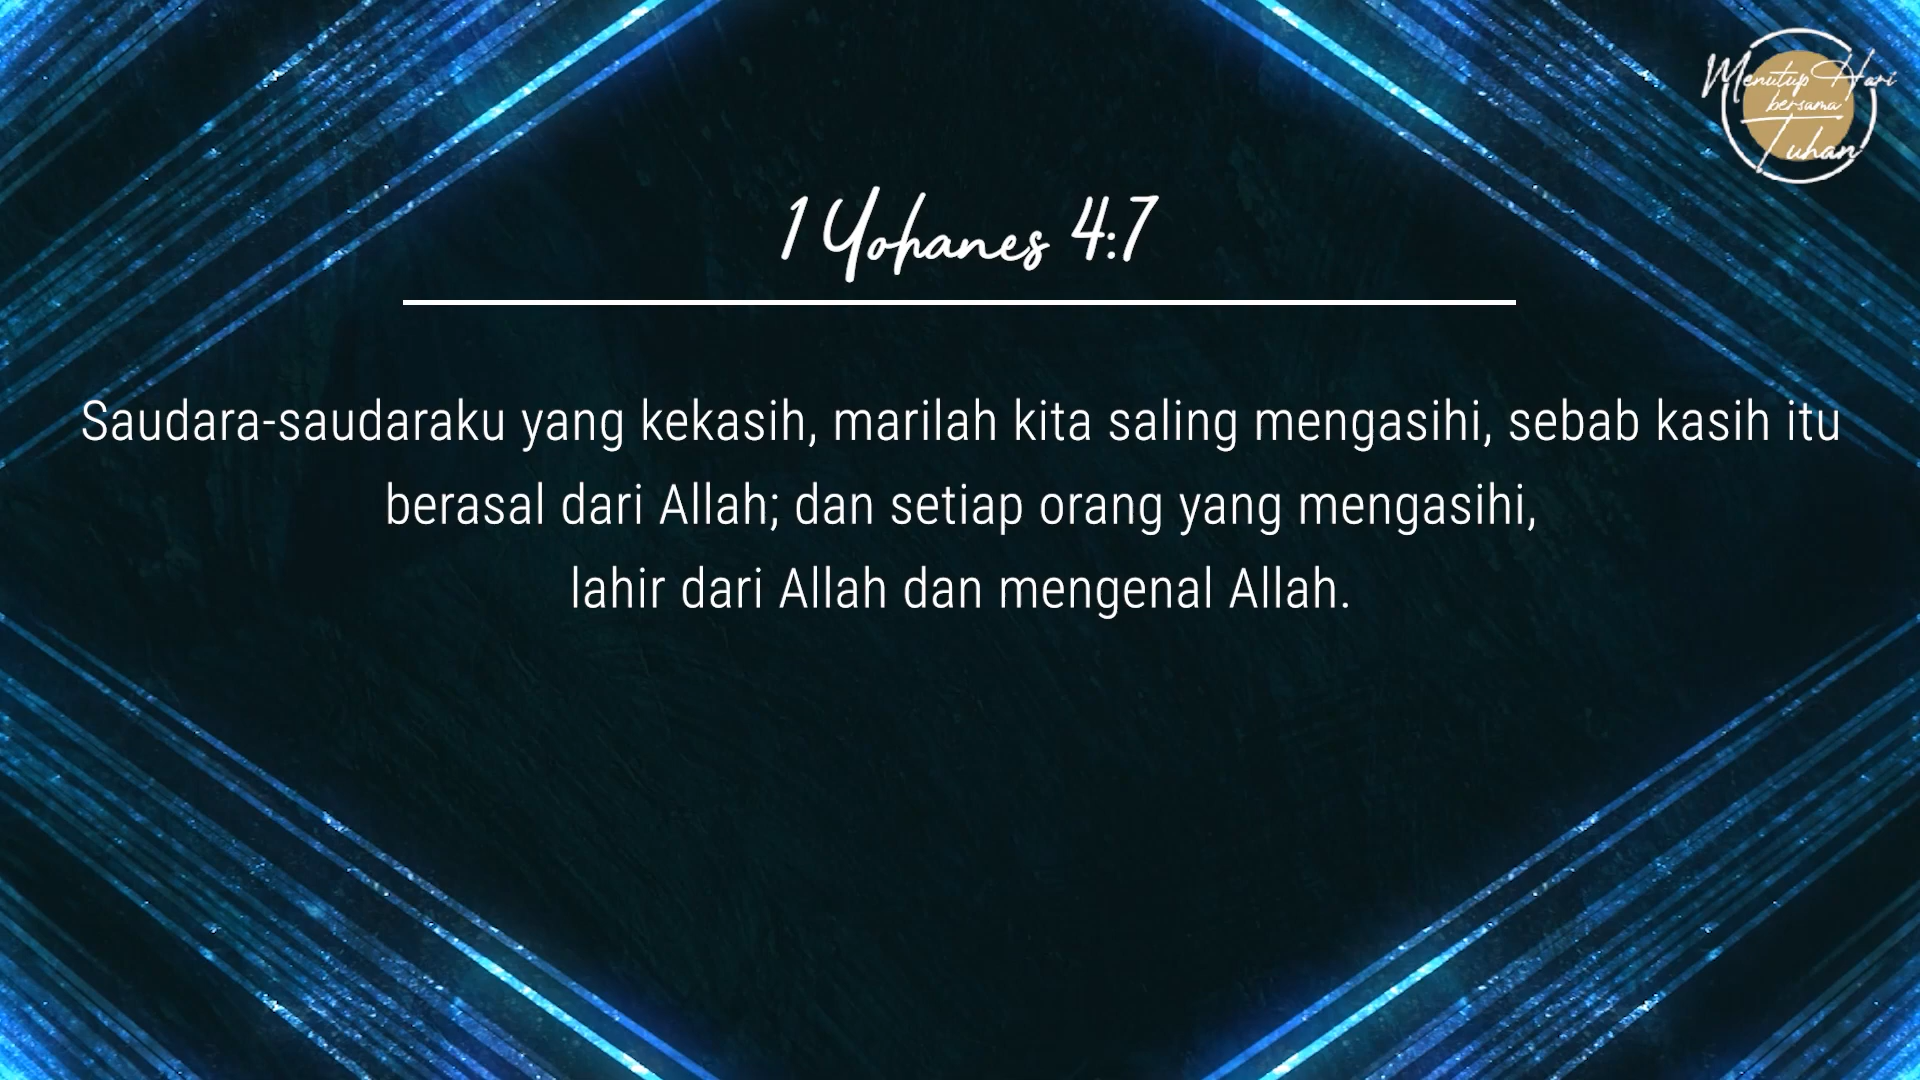 Menutup Hari
bersama
Tuhan
1 Yohanes 4:7
Saudara-saudaraku yang kekasih, marilah kita saling mengasihi, sebab kasih itu
berasal dari Allah; dan setiap orang yang mengasihi,
lahir dari Allah dan mengenal Allah.